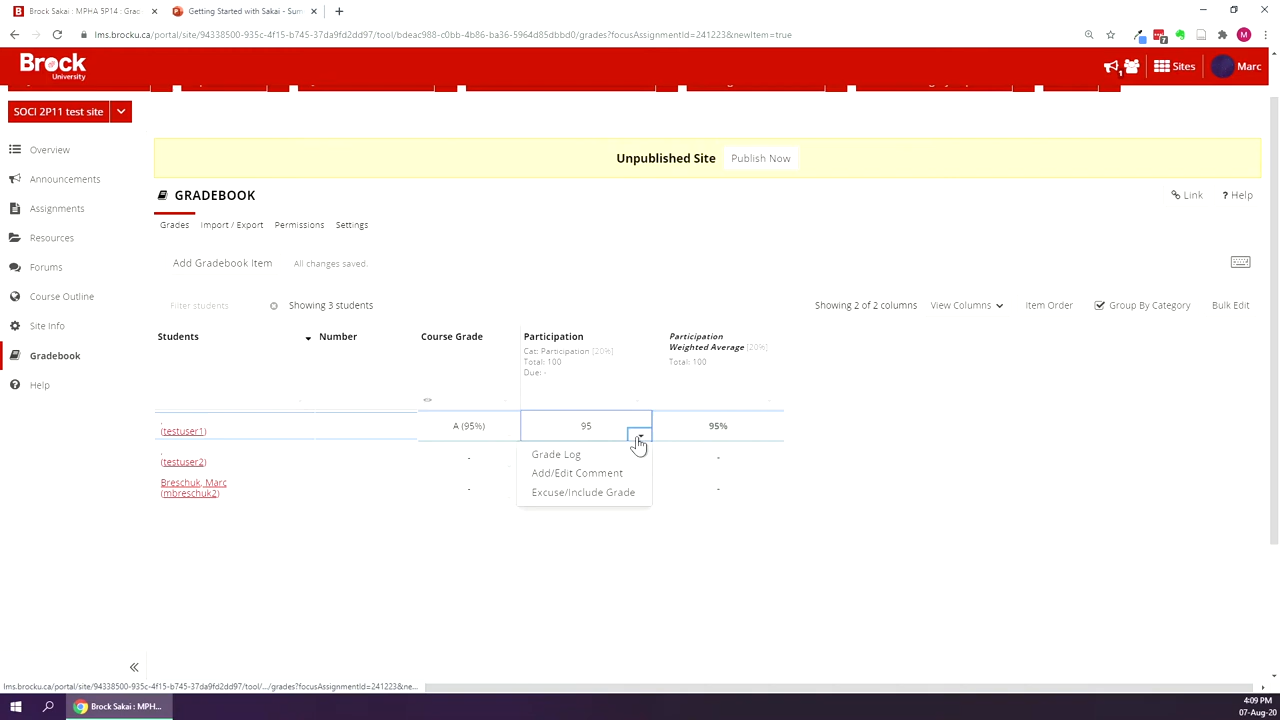 Brock Sakai : MPHA 5P14 : Grad
Getting Started with Sakai - Sum
lms.brocku.ca/portal/site/94338500-935c-4f15-b745-37da9fd2dd97/tool/bdeac988-c0bb-4b86-ba36-5964d85dbbd0/grades?focusAssignmentId=241223&newItem=true
7
M
Brock
University
1
Sites
Marc
SOCI 2P11 test site
Overview
Announcements
Assignments
Resources
Forums
Course Outline
Site Info
Gradebook
Help
Unpublished Site Publish Now
GRADEBOOK
Link ? Help
Grades Import / Export Permissions Settings
Add Gradebook Item All changes saved.
Filter students Showing 3 students Showing 2 of 2 columns View Columns Item Order Group By Category Bulk Edit
Students Number Course Grade Participation Participation
Weighted Average [20%]
Cat: Participation [20%]
Total: 100 Total: 100
Due: -
.
(testuser1) A (95%) 95 95%
.
(testuser2) - -
Breschuk, Marc
(mbreschuk2) - -
Grade Log
Add/Edit Comment
Excuse/Include Grade
lms.brocku.ca/portal/site/94338500-935c-4f15-b745-37da9fd2dd97/tool/.../grades?focusAssignmentId=241223&ne...
Brock Sakai : MPH...
4:09 PM
07-Aug-20